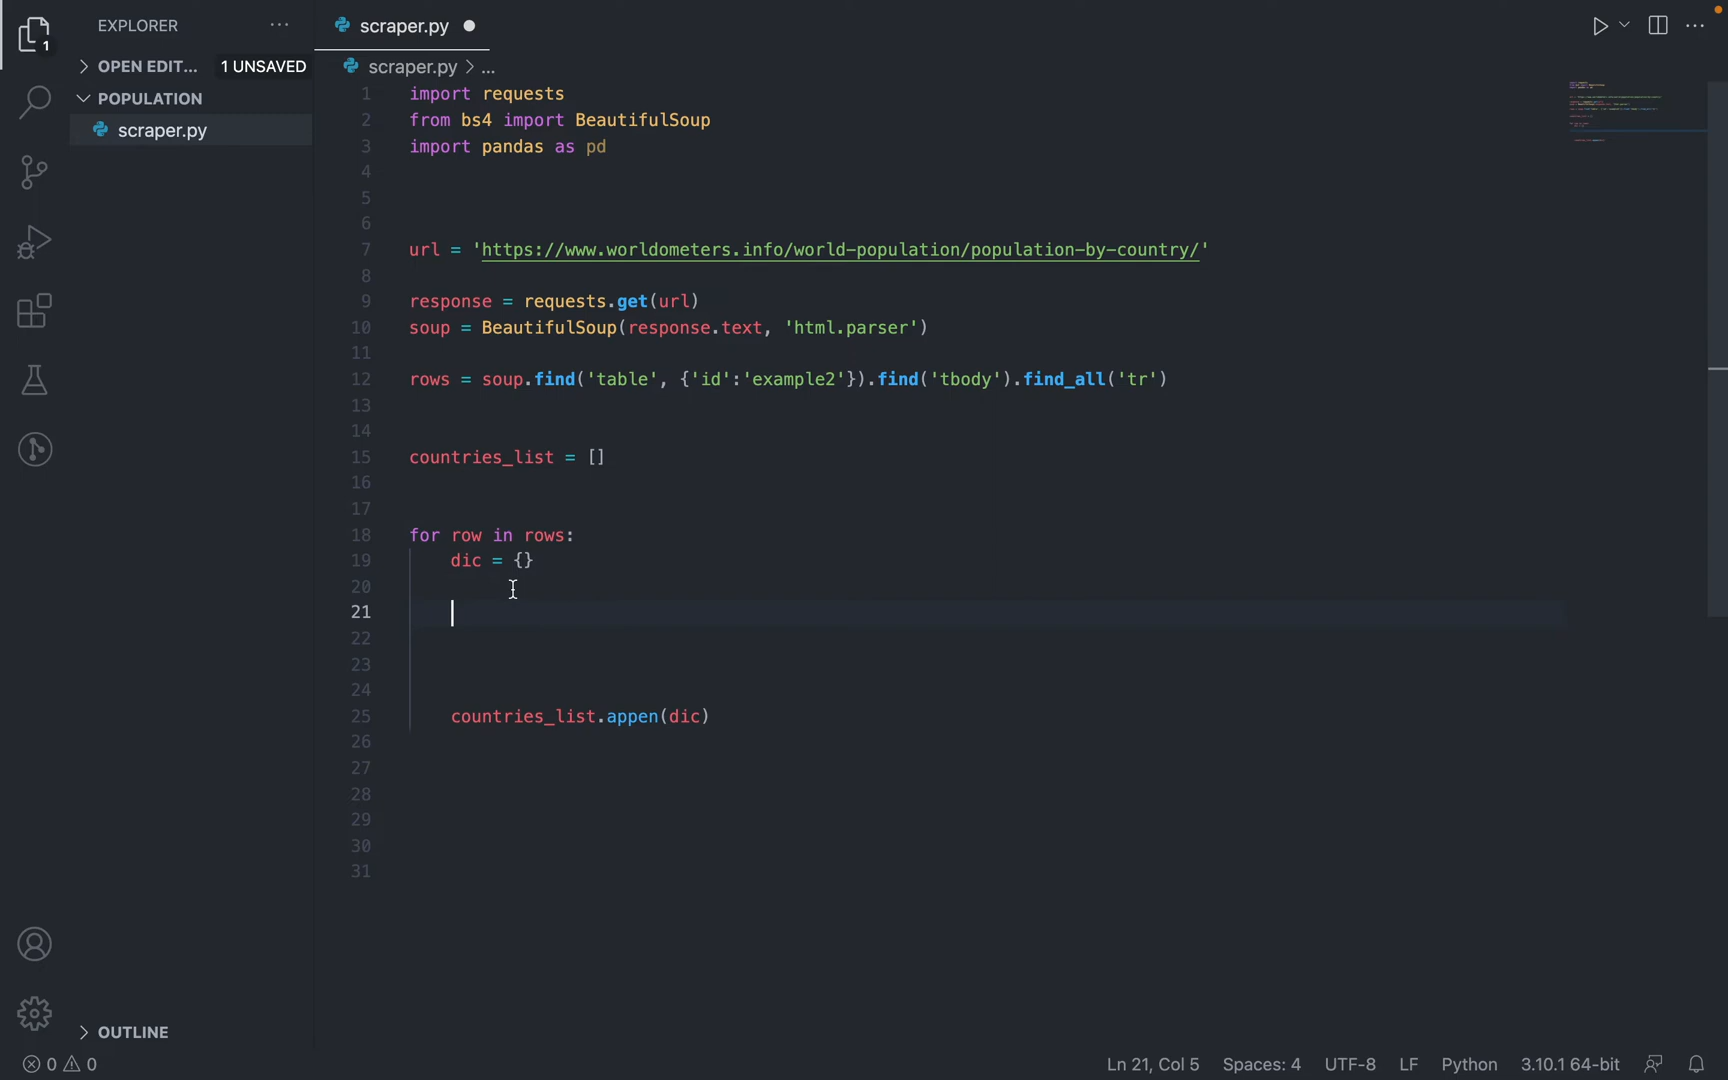 EXPLORER
1
OPEN EDIT... 1 UNSAVED
POPULATION
scraper.py
OUTLINE
scraper.py
scraper.py > ...
1 import requests
2 from bs4 import BeautifulSoup
3 import pandas as pd
4
5
6
7 url = 'https://www.worldometers.info/world-population/population-by-country/'
8
9 response = requests.get(url)
10 soup = BeautifulSoup(response.text, 'html.parser')
11
12 rows = soup.find('table', {'id':'example2'}).find('tbody').find_all('tr')
13
14
15 countries_list = []
16
17
18 for row in rows:
19     dic = {}
20
21
22
23
24
25     countries_list.appen(dic)
26
27
28
29
30
31
0 0
Ln 21, Col 5 Spaces: 4 UTF-8 LF Python 3.10.1 64-bit